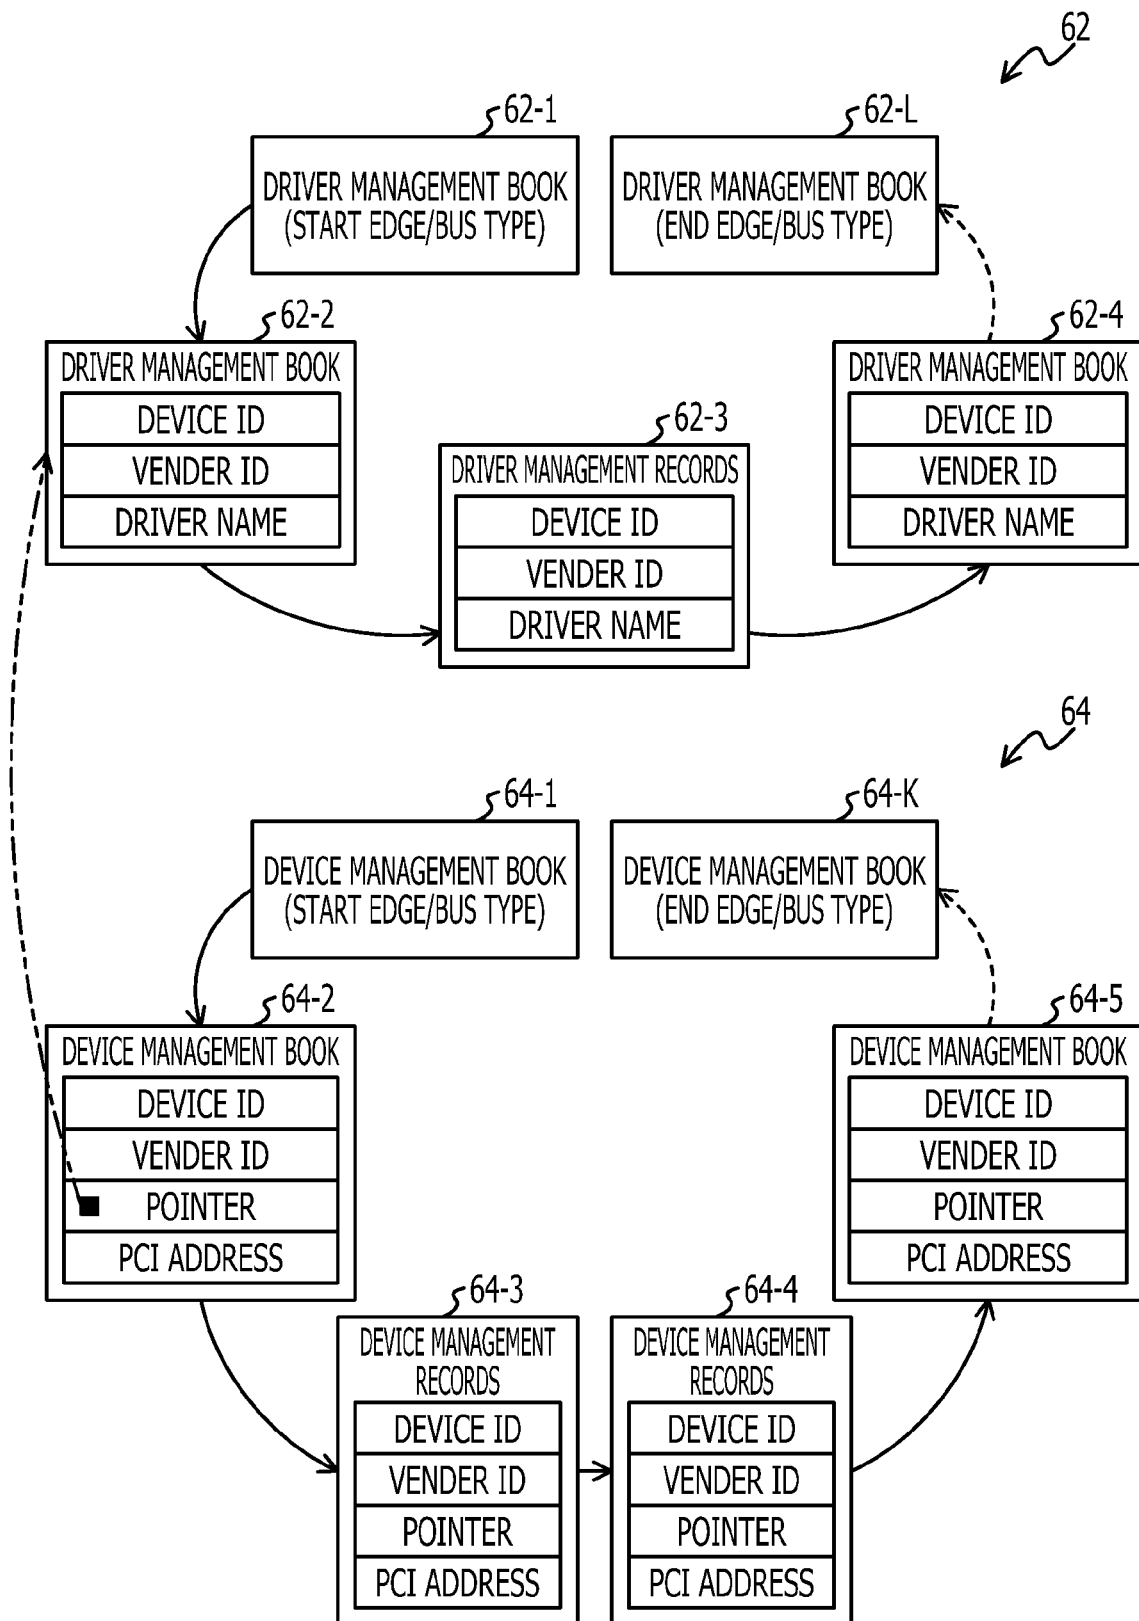 62
62-1
62-L
DRIVER MANAGEMENT BOOK
(START EDGE/BUS TYPE)
DRIVER MANAGEMENT BOOK
(END EDGE/BUS TYPE)
62-2
62-4
DRIVER MANAGEMENT BOOK
DEVICE ID
VENDER ID
DRIVER NAME
62-3
DRIVER MANAGEMENT RECORDS
DEVICE ID
VENDER ID
DRIVER NAME
DRIVER MANAGEMENT BOOK
DEVICE ID
VENDER ID
DRIVER NAME
64
64-1
64-K
DEVICE MANAGEMENT BOOK
(START EDGE/BUS TYPE)
DEVICE MANAGEMENT BOOK
(END EDGE/BUS TYPE)
64-2
64-5
DEVICE MANAGEMENT BOOK
DEVICE ID
VENDER ID
POINTER
PCI ADDRESS
DEVICE MANAGEMENT BOOK
DEVICE ID
VENDER ID
POINTER
PCI ADDRESS
64-3
64-4
DEVICE MANAGEMENT
RECORDS
DEVICE ID
VENDER ID
POINTER
PCI ADDRESS
DEVICE MANAGEMENT
RECORDS
DEVICE ID
VENDER ID
POINTER
PCI ADDRESS